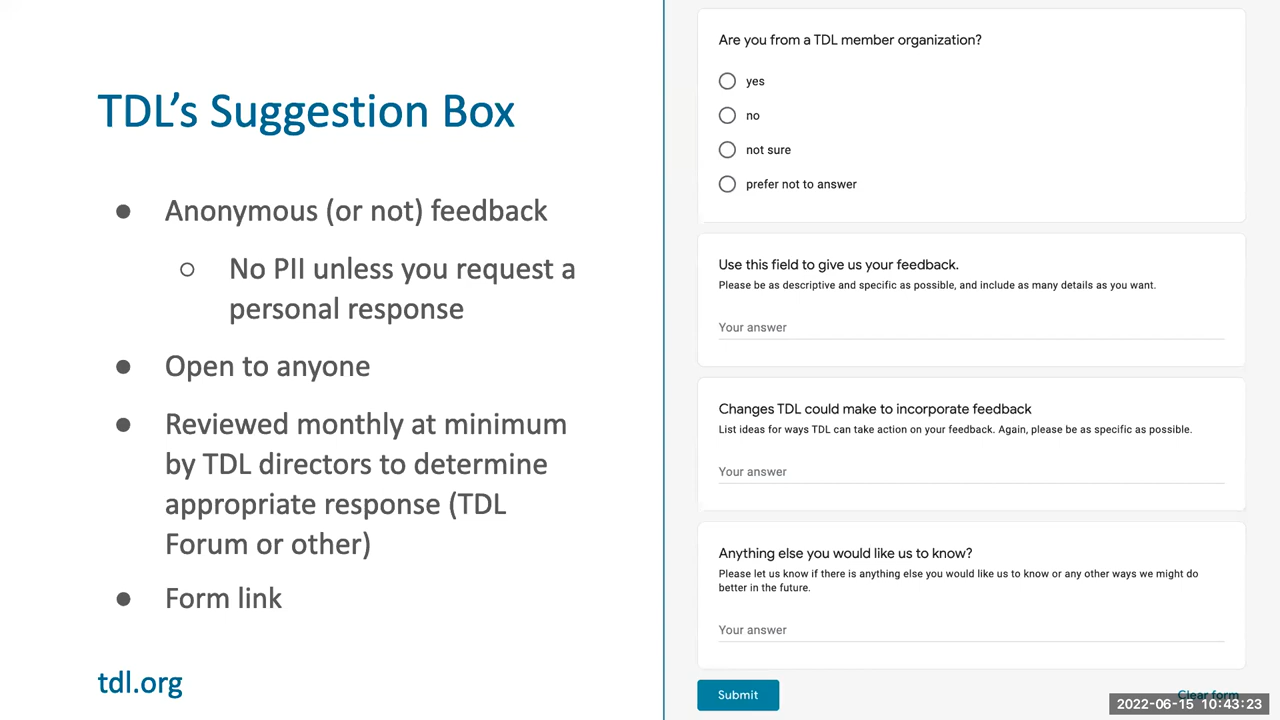 TDL's Suggestion Box
● Anonymous (or not) feedback
○ No PII unless you request a
personal response
● Open to anyone
● Reviewed monthly at minimum
by TDL directors to determine
appropriate response (TDL
Forum or other)
● Form link
tdl.org
Are you from a TDL member organization?
yes
no
not sure
prefer not to answer
Use this field to give us your feedback.
Please be as descriptive and specific as possible, and include as many details as you want.
Your answer
Changes TDL could make to incorporate feedback
List ideas for ways TDL can take action on your feedback. Again, please be as specific as possible.
Your answer
Anything else you would like us to know?
Please let us know if there is anything else you would like us to know or any other ways we might do
better in the future.
Your answer
Submit
Clear form
2022-06-15 10:43:23